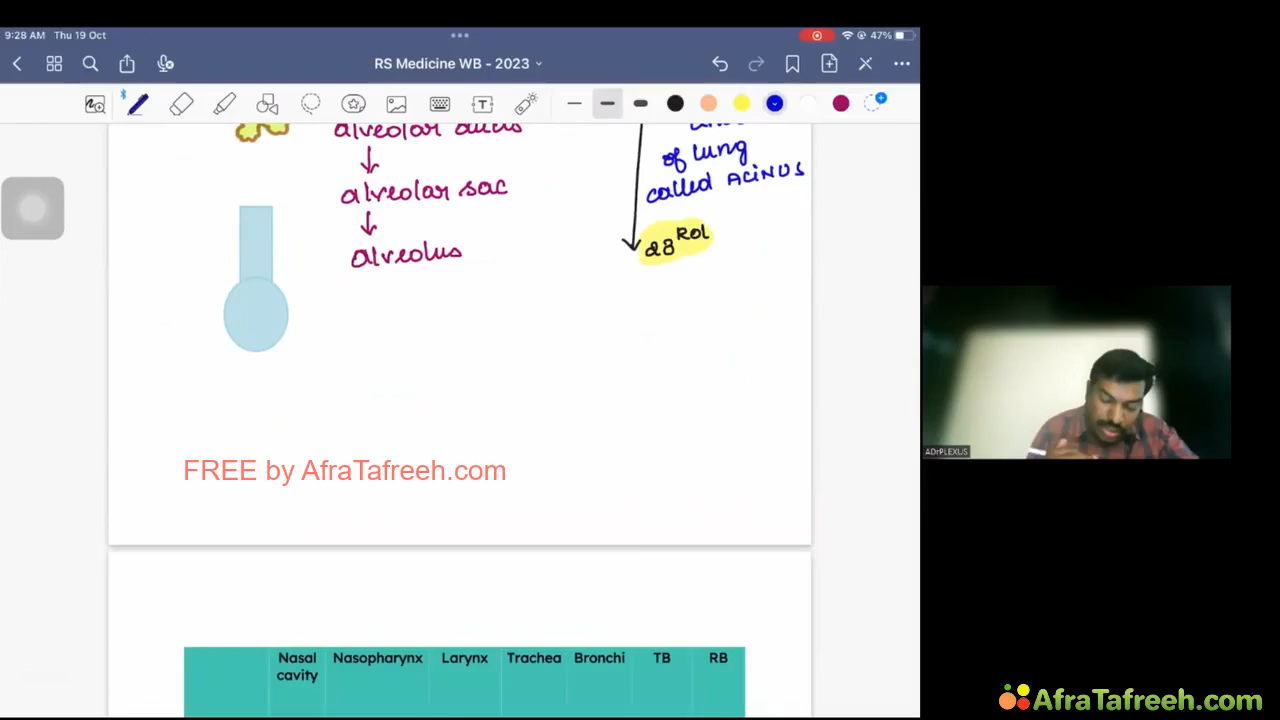 9:28 AM Thu 19 Oct
47%
RS Medicine WB - 2023
alveolar ducts
of lung
called ACINUS
alveolar sac
28 ROL
alveolus
ADrPLEXUS
FREE by AfraTafreeh.com
Nasal cavity
Nasopharynx
Larynx
Trachea
Bronchi
TB
RB
AfraTafreeh.com